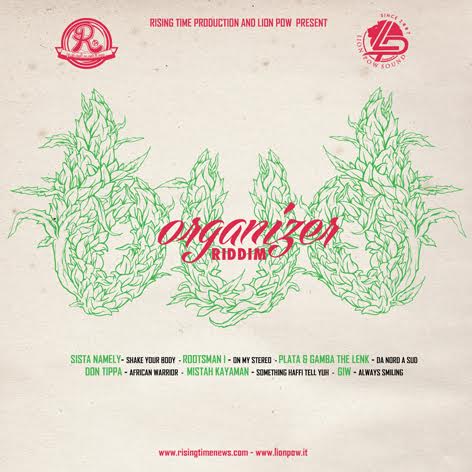 RISING TIME PRODUCTION AND LION POW PRESENT
R
SINCE 1997
LION POW SOUND
bud
organizer
RIDDIM
SISTA NAMELY - SHAKE YOUR BODY - ROOTSMAN I - ON MY STEREO - PLATA & GAMBA THE LENK - DA NORD A SUD
DON TIPPA - AFRICAN WARRIOR - MISTAH KAYAMAN - SOMETHING HAFFI TELL YUH - GIW - ALWAYS SMILING
www.risingtimenews.com - www.lionpow.it